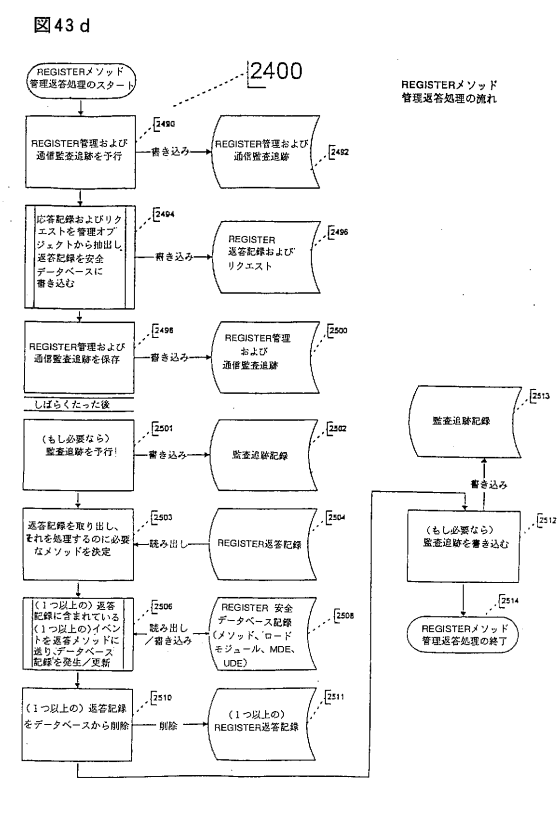 図43d
2400
REGISTERメソッド
管理返答処理の流れ
REGISTERメソッド
管理返答処理のスタート
2490
REGISTER管理および
通信監査追跡を予行
書き込み
REGISTER管理および
通信監査追跡
2492
2494
応答記録およびリク
エストを管理オブ
ジェクトから抽出し
返答記録を安全
データベースに
書き込む
書き込み
REGISTER
返答記録および
リクエスト
2496
2498
REGISTER管理および
通信監査追跡を保存
書き込み
REGISTER管理
および
通信監査追跡
2500
しばらくたった後
2501
(もし必要なら)
監査追跡を予行!
書き込み
監査追跡記録
2502
2503
返答記録を取り出し、
それを処理するのに必要
なメソッドを決定
読み出し
REGISTER返答記録
2504
2506
(1つ以上の)返答
記録に含まれている
(1つ以上の)イベン
トを返答メソッドに
送り、データベース
記録を発生/更新
読み出し
/書き込み
REGISTER 安全
データベース記録
(メソッド、ロード
モジュール、MDE、
UDE)
2508
2510
(1つ以上の)返答記録
をデータベースから削除
削除
(1つ以上の)
REGISTER返答記録
2511
2513
監査追跡記録
書き込み
2512
(もし必要なら)
監査追跡を書き込む
2514
REGISTERメソッド
管理返答処理の終了